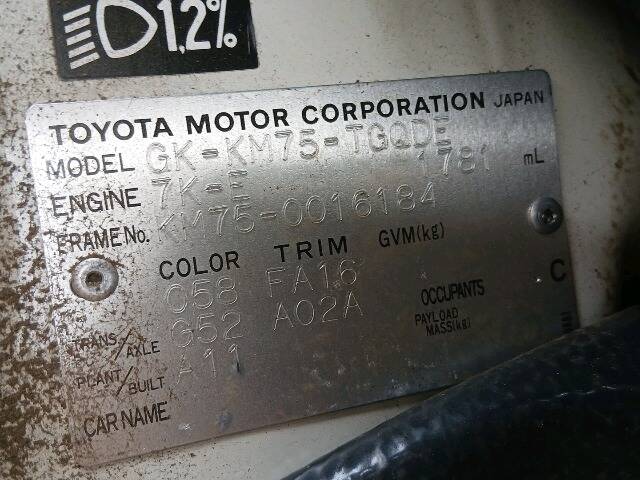 1.2%
TOYOTA MOTOR CORPORATION JAPAN
MODEL GK-KM75-TGQDE
ENGINE 7K-E 1781 mL
FRAME No. KM75-0016184
COLOR TRIM GVM(kg)
058 FA16 C
TRANS/AXLE G52 A02A OCCUPANTS
PLANT/BUILT A11 PAYLOAD MASS(kg)
CAR NAME